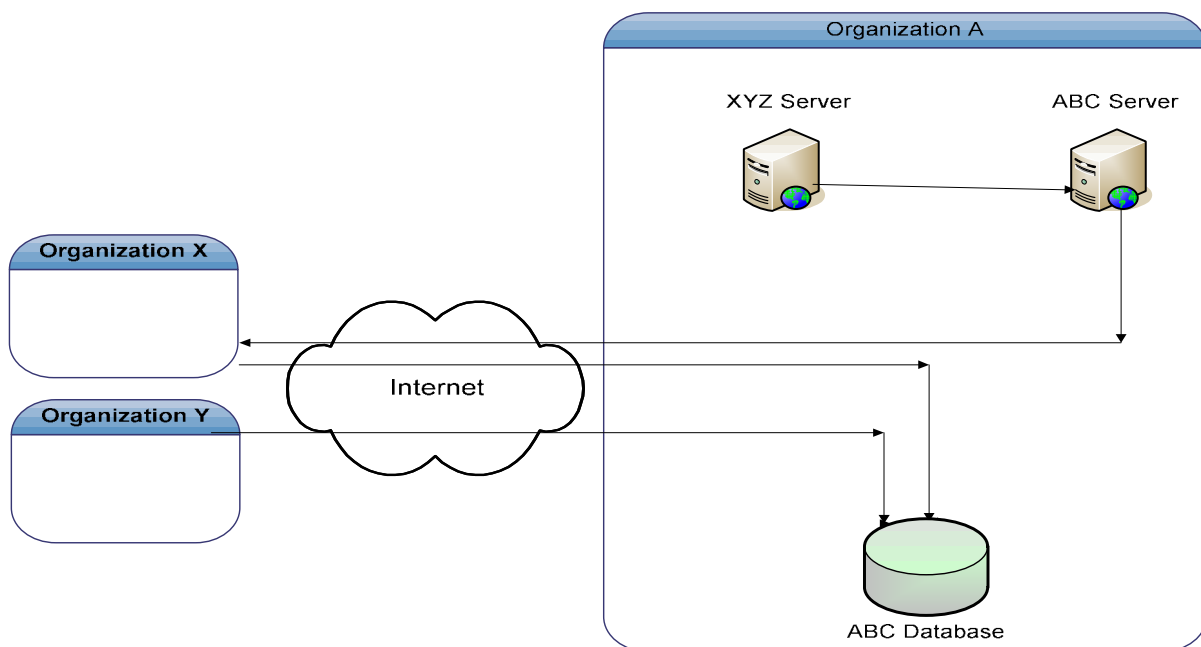 Organization A
XYZ Server
ABC Server
Organization X
Internet
Organization Y
ABC Database